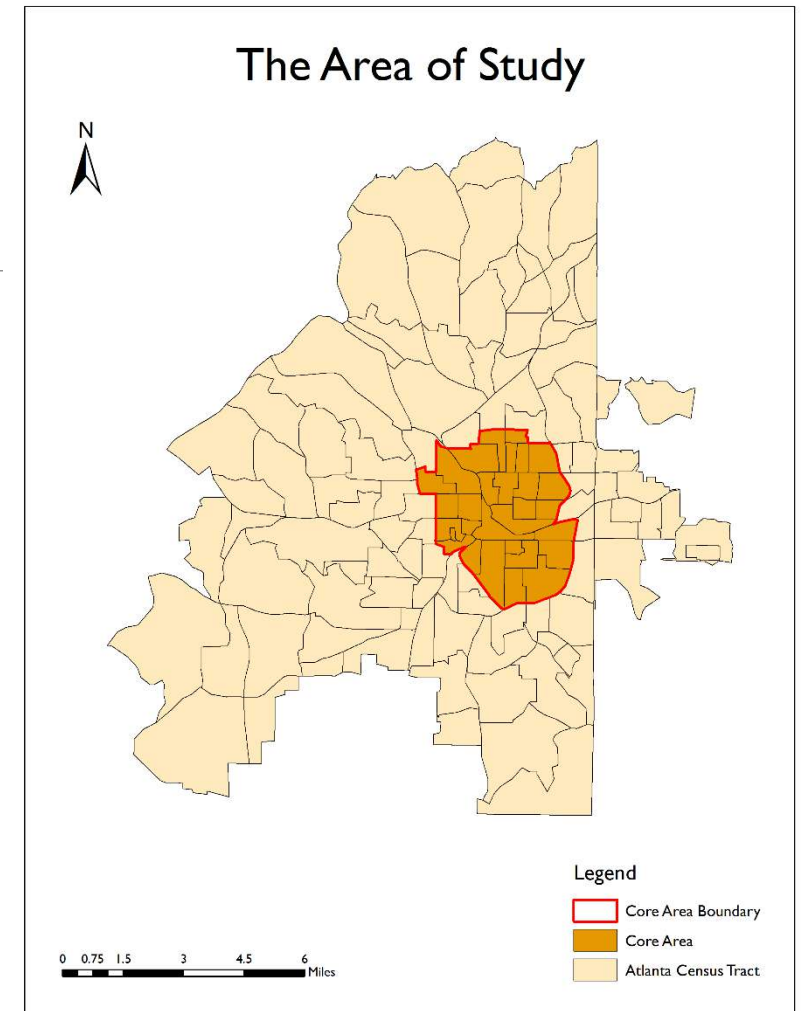 The Area of Study
N
Legend
Core Area Boundary
Core Area
Atlanta Census Tract
0 0.75 1.5 3 4.5 6
Miles